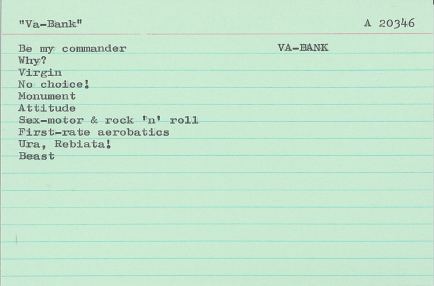 "Va-Bank" A 20346
Be my commander VA-BANK
Why?
Virgin
No choice!
Monument
Attitude
Sex-motor & rock 'n' roll
First-rate aerobatics
Ura, Rebiata!
Beast